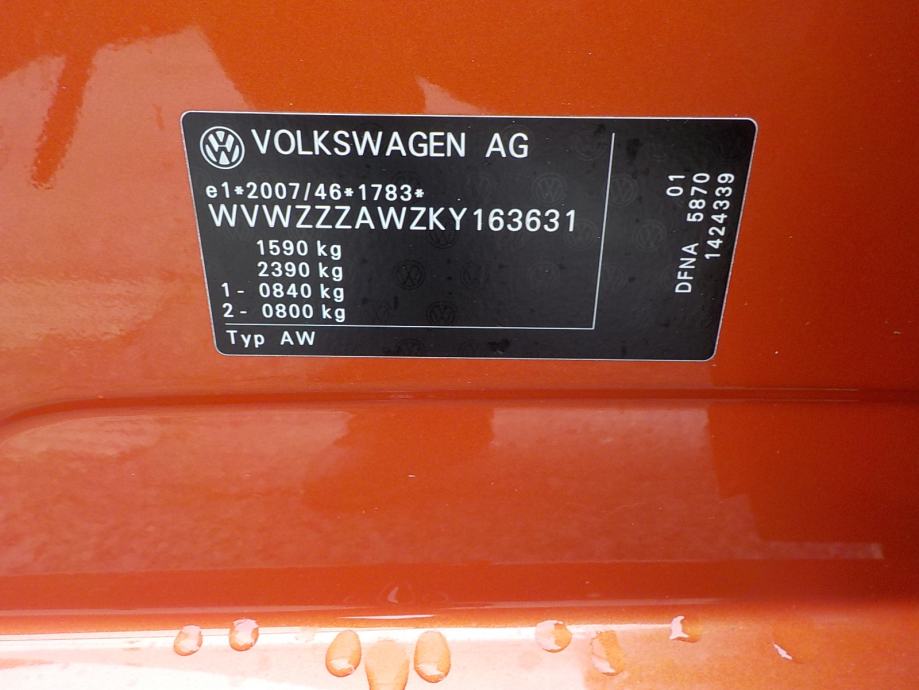 VOLKSWAGEN AG
e1*2007/46*1783*
WVWZZZAWZKY163631
1590 kg
2390 kg
1- 0840 kg
2- 0800 kg
Typ AW
01
DFNA 5870
1424339